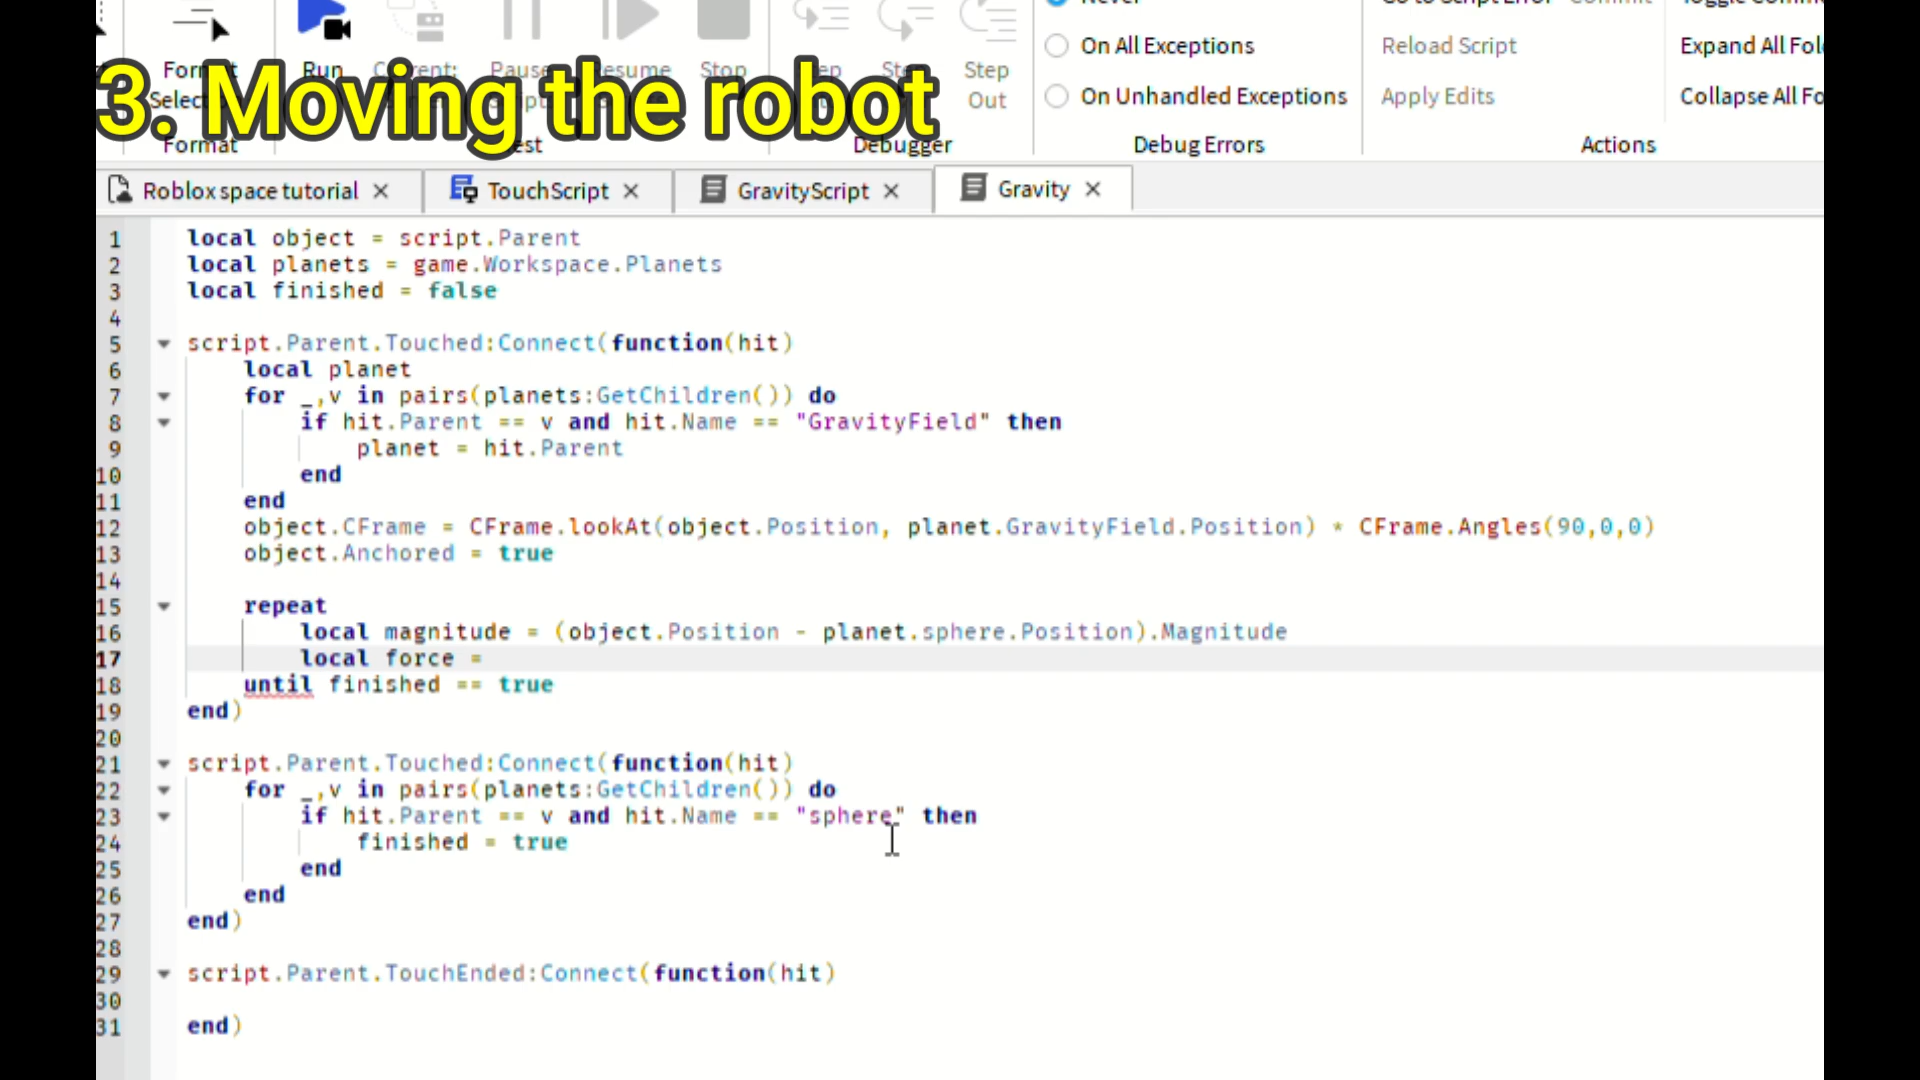 Never
Go to Script Error Commit
On All Exceptions Reload Script Expand All Fol
Run
Step Out
3. Moving the robot
On Unhandled Exceptions Apply Edits Collapse All Fo
Format Debugger Debug Errors Actions
Roblox space tutorial TouchScript GravityScript Gravity
1 local object = script.Parent
2 local planets = game.Workspace.Planets
3 local finished = false
4
5 script.Parent.Touched:Connect(function(hit)
6 local planet
7 for _,v in pairs(planets:GetChildren()) do
8 if hit.Parent == v and hit.Name == "GravityField" then
9 planet = hit.Parent
10 end
11 end
12 object.CFrame = CFrame.lookAt(object.Position, planet.GravityField.Position) * CFrame.Angles(90,0,0)
13 object.Anchored = true
14
15 repeat
16 local magnitude = (object.Position - planet.sphere.Position).Magnitude
17 local force =
18 until finished == true
19 end)
20
21 script.Parent.Touched:Connect(function(hit)
22 for _,v in pairs(planets:GetChildren()) do
23 if hit.Parent == v and hit.Name == "sphere" then
24 finished = true
25 end
26 end
27 end)
28
29 script.Parent.TouchEnded:Connect(function(hit)
30
31 end)